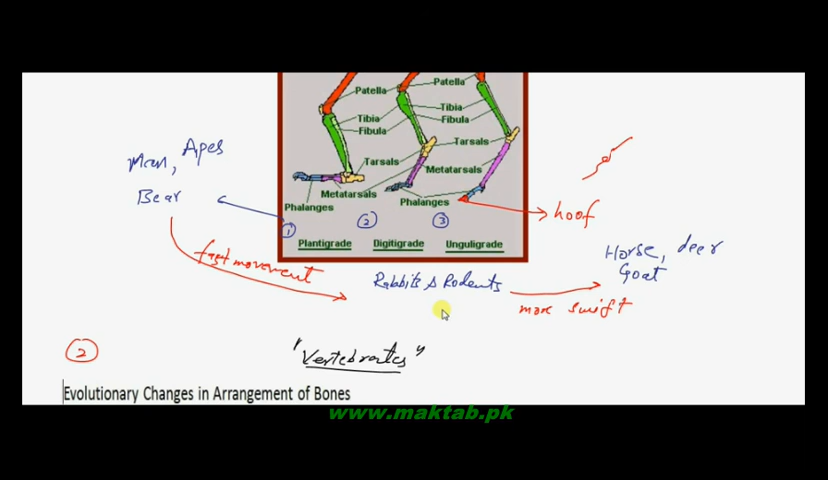 Patella
Patella
Tibia
Fibula
Tibia
Fibula
Tarsals
Tarsals
Metatarsals
Metatarsals
Phalanges
Phalanges
1
2
3
Plantigrade
Digitigrade
Unguligrade
Man, Apes
Bear
hoof
fast movement
Rabbits & Rodents
more swift
Horse, deer
Goat
2
"Vertebrates"
Evolutionary Changes in Arrangement of Bones
www.maktab.pk